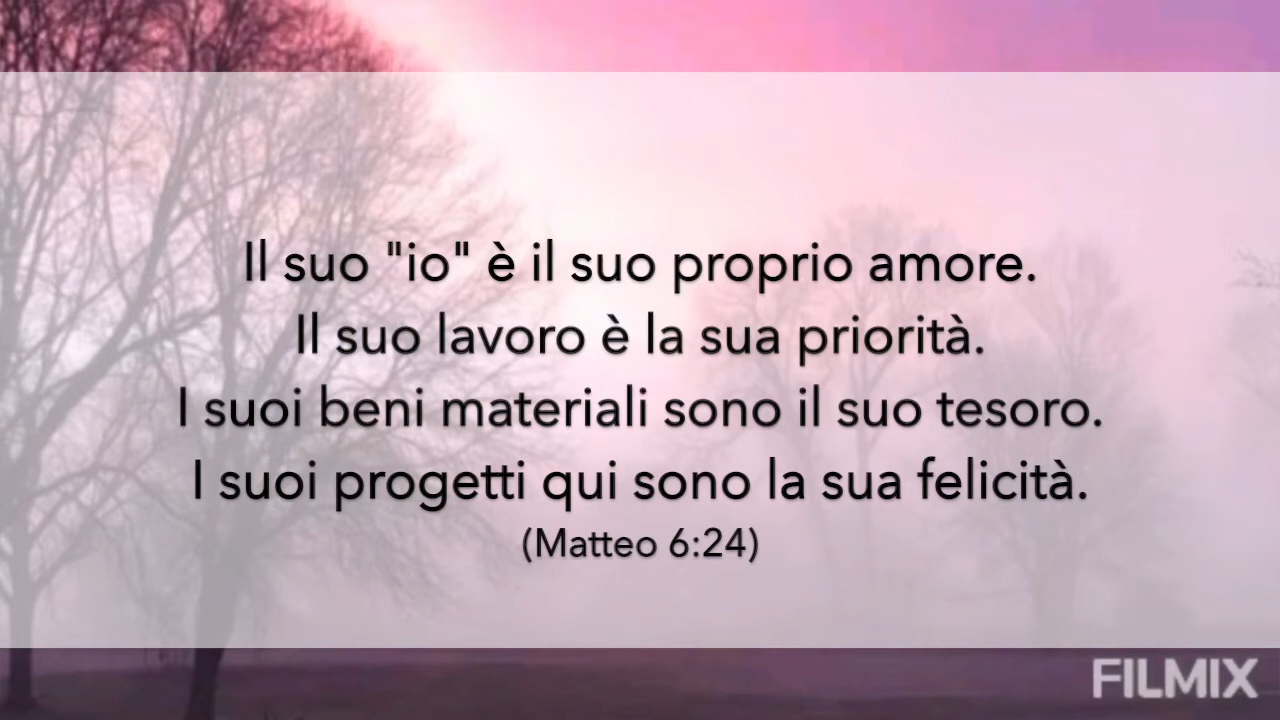 Il suo "io" è il suo proprio amore.
Il suo lavoro è la sua priorità.
I suoi beni materiali sono il suo tesoro.
I suoi progetti qui sono la sua felicità.
(Matteo 6:24)
FILMIX